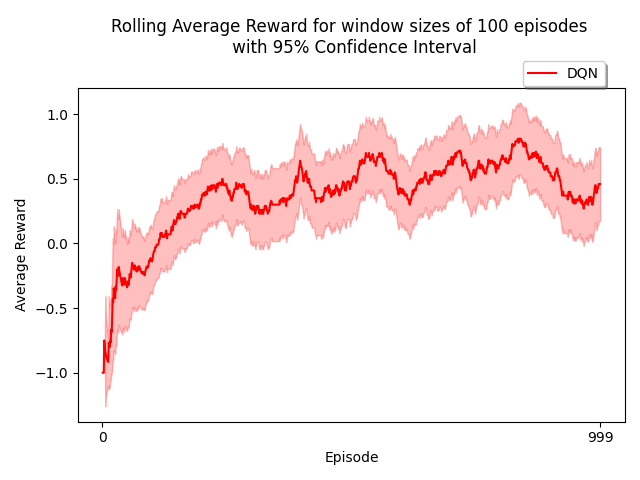 Rolling Average Reward for window sizes of 100 episodes
with 95% Confidence Interval
DQN
1.0
0.5
0.0
−0.5
−1.0
Average Reward
0
999
Episode